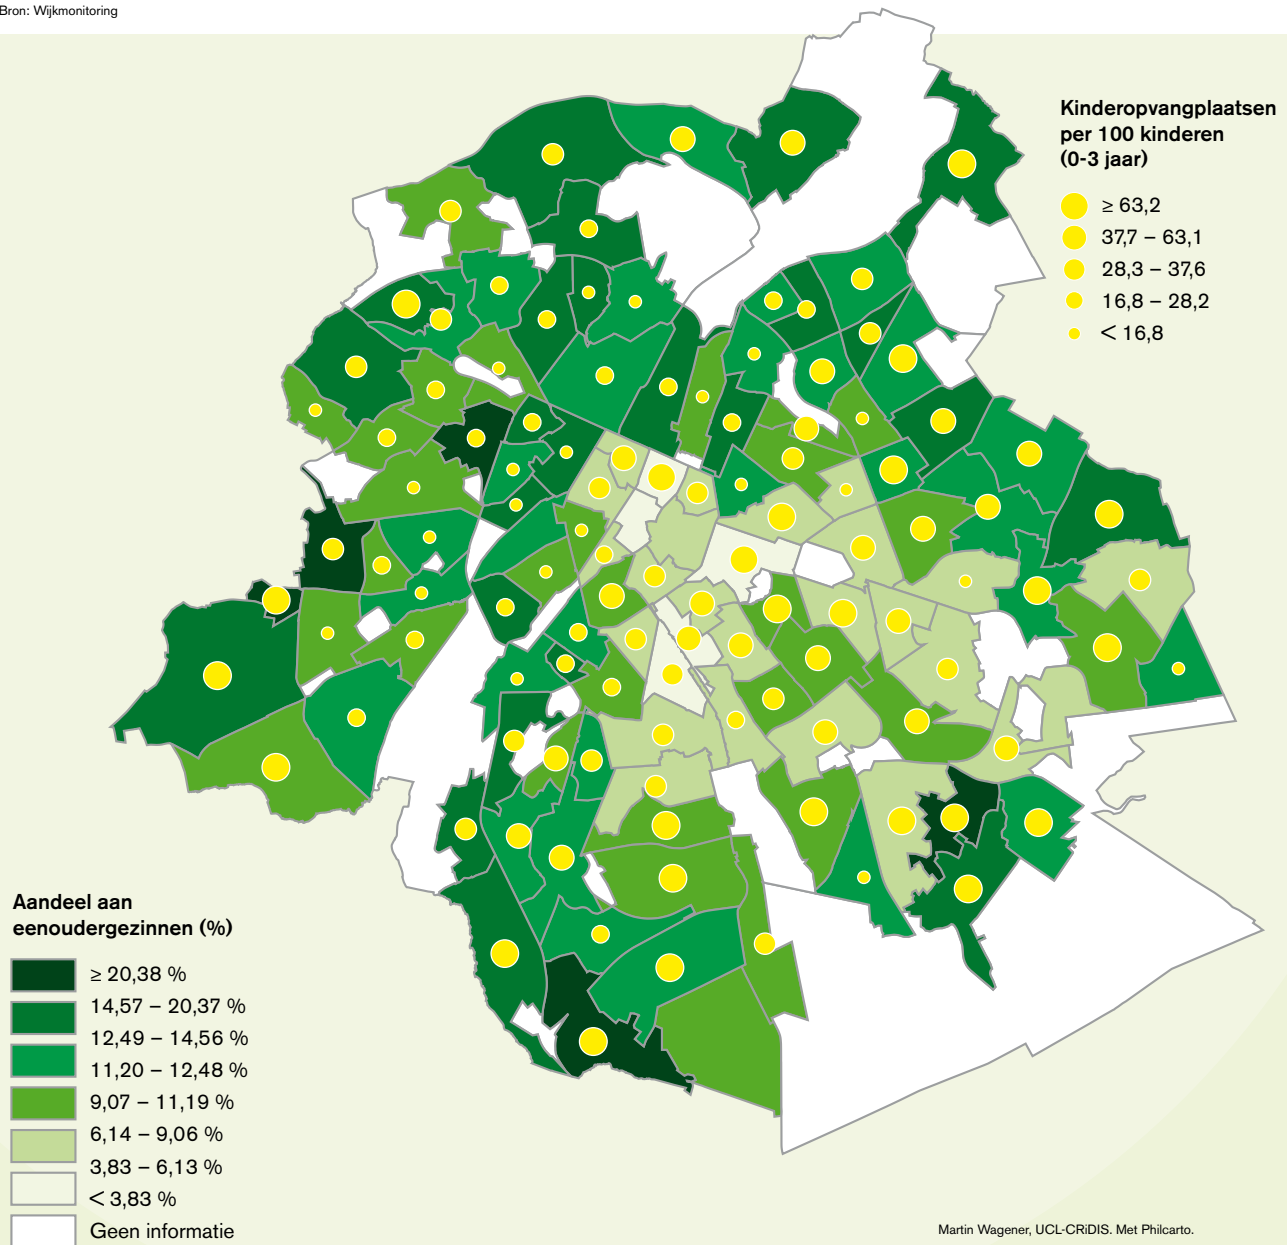 Bron: Wijkmonitoring
Kinderopvangplaatsen
per 100 kinderen
(0-3 jaar)
≥ 63,2
37,7 – 63,1
28,3 – 37,6
16,8 – 28,2
< 16,8
Aandeel aan
eenoudergezinnen (%)
≥ 20,38 %
14,57 – 20,37 %
12,49 – 14,56 %
11,20 – 12,48 %
9,07 – 11,19 %
6,14 – 9,06 %
3,83 – 6,13 %
< 3,83 %
Geen informatie
Martin Wagener, UCL-CRiDIS. Met Philcarto.